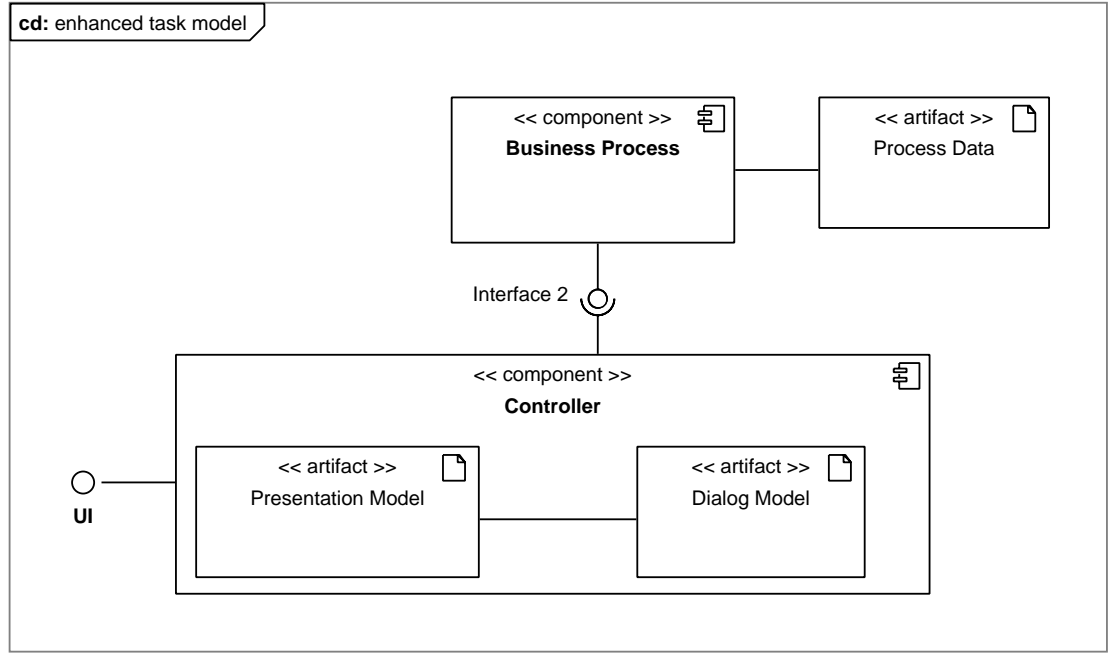 cd: enhanced task model
<< component >>
Business Process
<< artifact >>
Process Data
Interface 2
<< component >>
Controller
<< artifact >>
Presentation Model
<< artifact >>
Dialog Model
UI